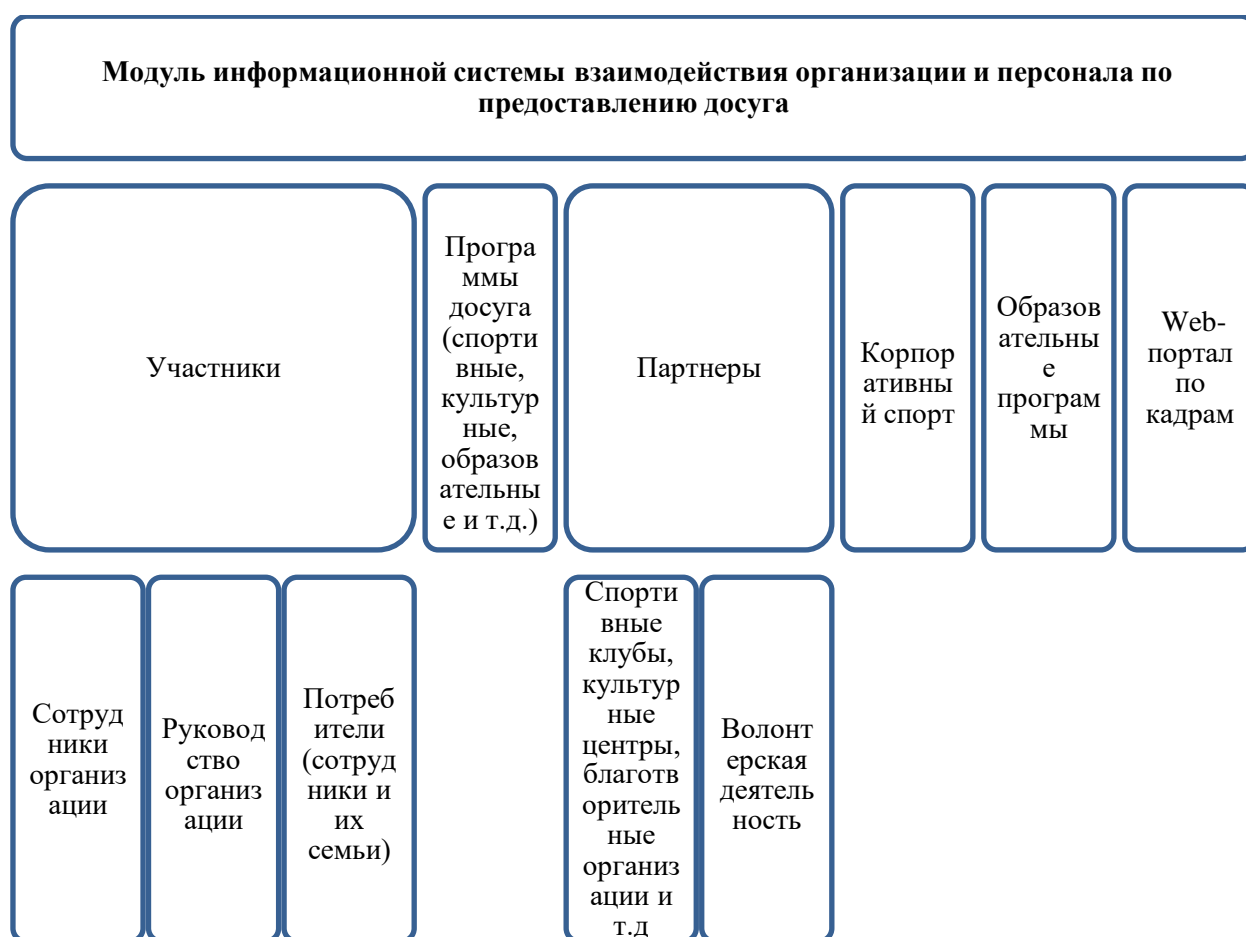 Модуль информационной системы взаимодействия организации и персонала по
предоставлению досуга
Участники
Програ
ммы
досуга
(спорти
вные,
культур
ные,
образов
ательны
е и т.д.)
Партнеры
Корпор
ативны
й спорт
Образов
ательны
е
програм
мы
Web-
портал
по
кадрам
Сотруд
ники
организ
ации
Руковод
ство
организ
ации
Потреб
ители
(сотруд
ники и
их
семьи)
Спорти
вные
клубы,
культур
ные
центры,
благотв
оритель
ные
организ
ации и
т.д
Волонт
ерская
деятель
ность